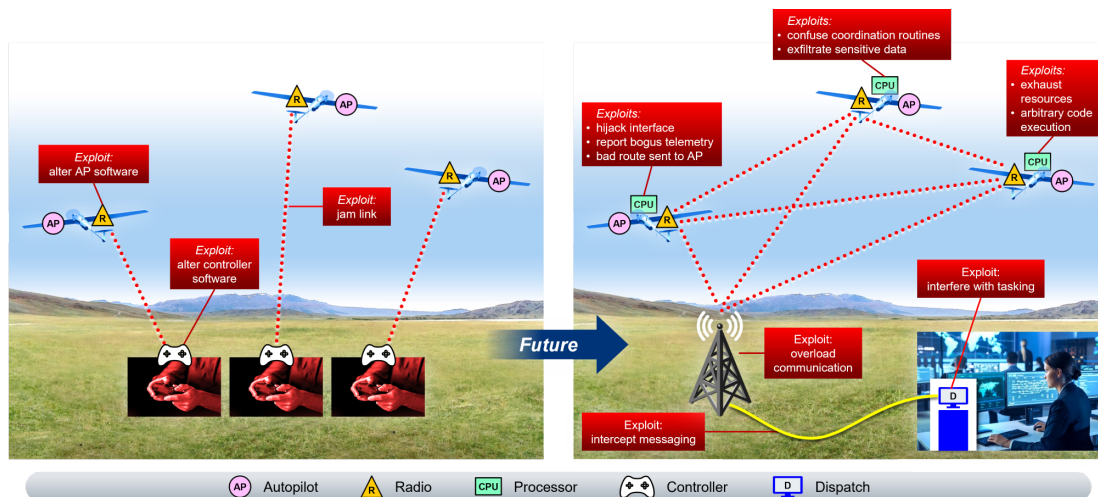 Exploit:
alter AP software
R
AP
R
AP
AP
R
Exploit:
jam link
Exploit:
alter controller
software
Future
Exploits:
• confuse coordination routines
• exfiltrate sensitive data
CPU
R
AP
Exploits:
• exhaust
resources
• arbitrary code
execution
CPU
R
AP
Exploits:
• hijack interface
• report bogus telemetry
• bad route sent to AP
CPU
AP
R
Exploit:
interfere with tasking
Exploit:
overload
communication
D
Exploit:
intercept messaging
AP Autopilot R Radio CPU Processor Controller D Dispatch